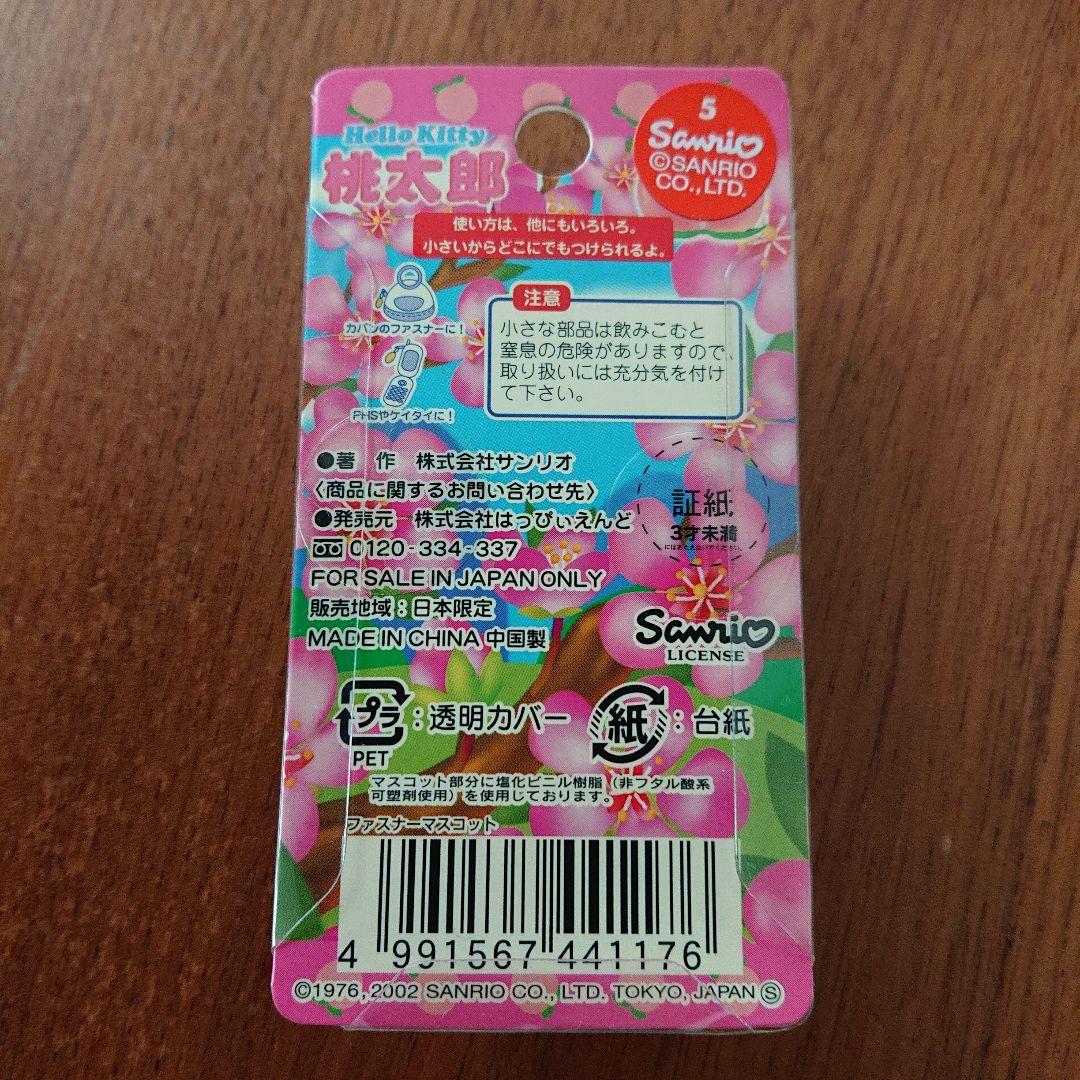 Hello Kitty
桃太郎
5
Sanrio
©SANRIO
CO.,LTD.
使い方は、他にもいろいろ。
小さいからどこにでもつけられるよ。
カバンのファスナーに!
PHSやケイタイに!
注意
小さな部品は飲みこむと
窒息の危険がありますので、
取り扱いには充分気を付け
て下さい。
●著 作 株式会社サンリオ
〈商品に関するお問い合わせ先〉
●発売元 株式会社はっぴぃえんど
0120-334-337
FOR SALE IN JAPAN ONLY
販売地域:日本限定
MADE IN CHINA 中国製
証紙
3才未満
にはあたえないでください。
Sanrio
LICENSE
プラ:透明カバー
PET
紙:台紙
マスコット部分に塩化ビニル樹脂(非フタル酸系
可塑剤使用)を使用しております。
ファスナーマスコット
4 991567 441176
©1976, 2002 SANRIO CO., LTD. TOKYO, JAPAN Ⓢ